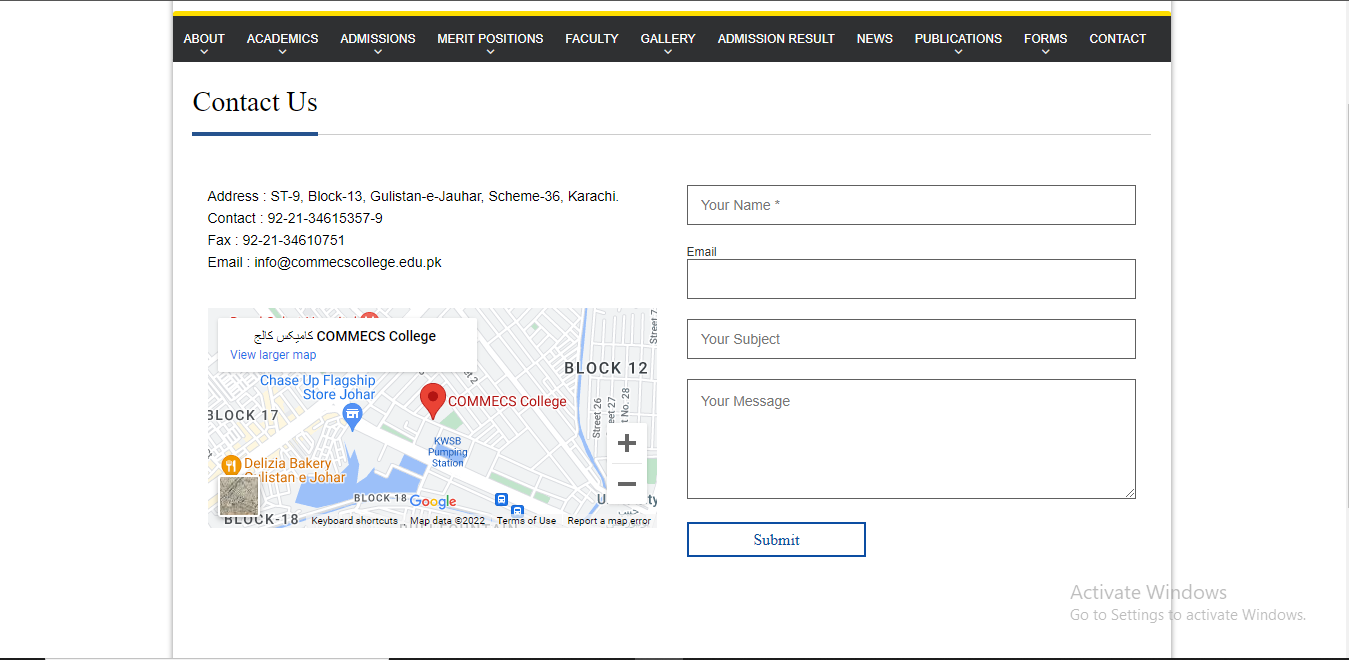 ABOUT ACADEMICS ADMISSIONS MERIT POSITIONS FACULTY GALLERY ADMISSION RESULT NEWS PUBLICATIONS FORMS CONTACT
Contact Us
Address : ST-9, Block-13, Gulistan-e-Jauhar, Scheme-36, Karachi.
Contact : 92-21-34615357-9
Fax : 92-21-34610751
Email : info@commecscollege.edu.pk
کامیکس کالج COMMECS College
View larger map
Street 7
BLOCK 12
Chase Up Flagship
Store Johar
COMMECS College
BLOCK 17
Street 26
Street 27
No. 28
KWSB
Pumping
Station
Delizia Bakery
Gulistan e Johar
BLOCK 18
Google
BLOCK-18
Keyboard shortcuts
Map data ©2022
Terms of Use
Report a map error
Your Name *
Email
Your Subject
Your Message
Submit
Activate Windows
Go to Settings to activate Windows.